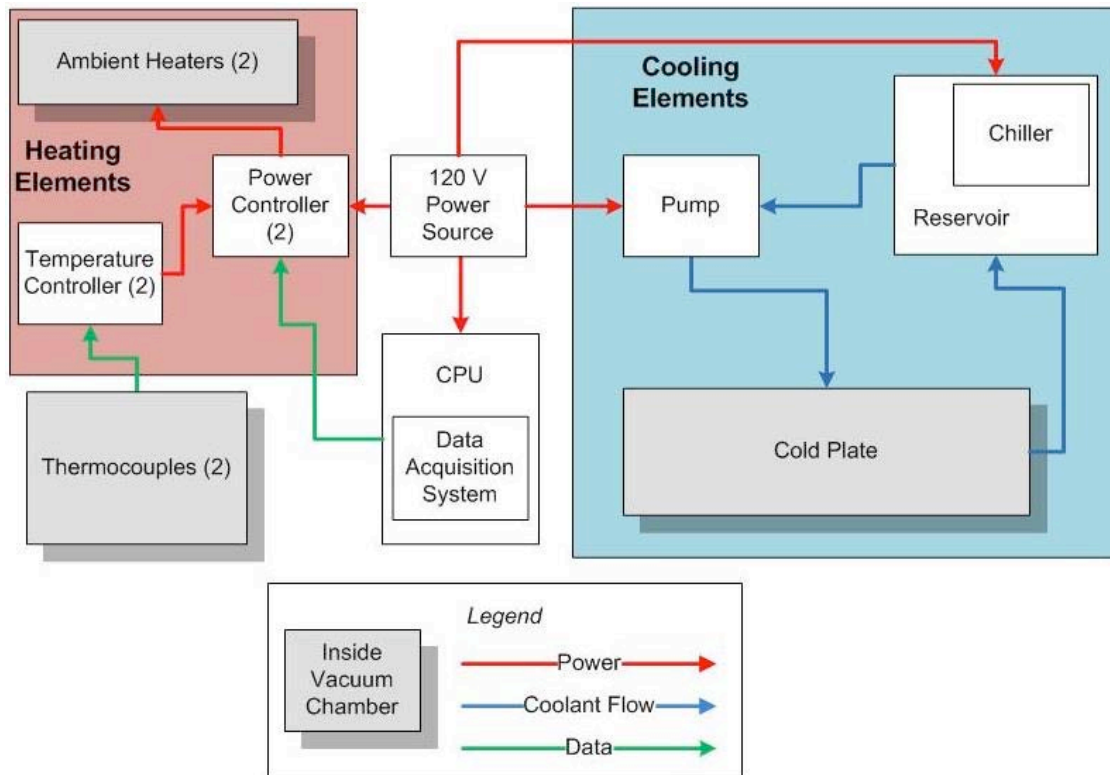 Ambient Heaters (2)
Heating
Elements
Power
Controller
(2)
Temperature
Controller (2)
Thermocouples (2)
120 V
Power
Source
CPU
Data
Acquisition
System
Cooling
Elements
Pump
Chiller
Reservoir
Cold Plate
Legend
Inside
Vacuum
Chamber
Power
Coolant Flow
Data